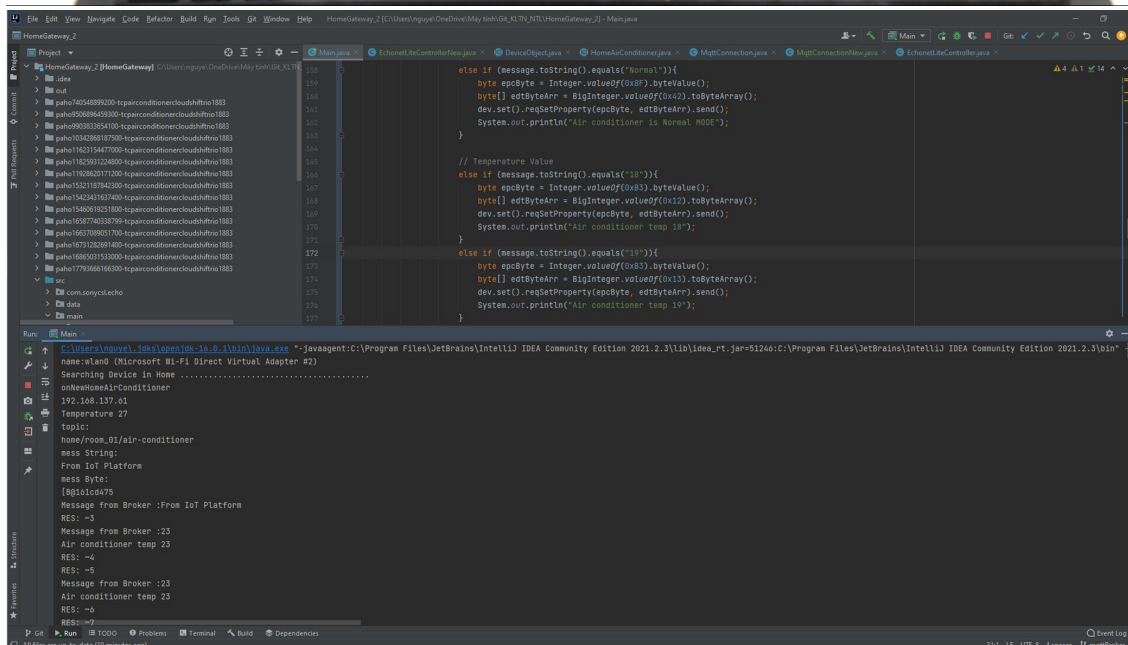 File Edit View Navigate Code Refactor Build Run Tools Git Window Help HomeGateway_2 [C:\Users\nguye\OneDrive\Máy tính\Git_KLTN_NTL\HomeGateway_2] - Main.java
HomeGateway_2
Main
Git:
Project
Main.java
EchonetLiteControllerNew.java
DeviceObject.java
HomeAirConditioner.java
MqttConnection.java
MqttConnectionNew.java
EchonetLiteController.java
HomeGateway_2 [HomeGateway] C:\Users\nguye\OneDrive\Máy tính\Git_KLTN
.idea
out
paho740548899200-tcpairconditionercloudshiftrio1883
paho9506896459300-tcpairconditionercloudshiftrio1883
paho9903833654100-tcpairconditionercloudshiftrio1883
paho10342868187500-tcpairconditionercloudshiftrio1883
paho11623154477000-tcpairconditionercloudshiftrio1883
paho11825931224800-tcpairconditionercloudshiftrio1883
paho11928620171200-tcpairconditionercloudshiftrio1883
paho15321187842300-tcpairconditionercloudshiftrio1883
paho15423431637400-tcpairconditionercloudshiftrio1883
paho15460619251800-tcpairconditionercloudshiftrio1883
paho16587740338799-tcpairconditionercloudshiftrio1883
paho16637089051700-tcpairconditionercloudshiftrio1883
paho16731282691400-tcpairconditionercloudshiftrio1883
paho16865031533000-tcpairconditionercloudshiftrio1883
paho17793666166300-tcpairconditionercloudshiftrio1883
src
com.sonycsl.echo
data
main
4 1 14
158 else if (message.toString().equals("Normal")){
159 byte epcByte = Integer.valueOf(0xBF).byteValue();
160 byte[] edtByteArr = BigInteger.valueOf(0x42).toByteArray();
161 dev.set().reqSetProperty(epcByte, edtByteArr).send();
162 System.out.println("Air conditioner is Normal MODE");
163 }
164
165 // Temperature Value
166 else if (message.toString().equals("18")){
167 byte epcByte = Integer.valueOf(0xB3).byteValue();
168 byte[] edtByteArr = BigInteger.valueOf(0x12).toByteArray();
169 dev.set().reqSetProperty(epcByte, edtByteArr).send();
170 System.out.println("Air conditioner temp 18");
171 }
172 else if (message.toString().equals("19")){
173 byte epcByte = Integer.valueOf(0xB3).byteValue();
174 byte[] edtByteArr = BigInteger.valueOf(0x13).toByteArray();
175 dev.set().reqSetProperty(epcByte, edtByteArr).send();
176 System.out.println("Air conditioner temp 19");
177 }
Run: Main
C:\Users\nguye\.jdks\openjdk-16.0.1\bin\java.exe "-javaagent:C:\Program Files\JetBrains\IntelliJ IDEA Community Edition 2021.2.3\lib\idea_rt.jar=51246:C:\Program Files\JetBrains\IntelliJ IDEA Community Edition 2021.2.3\bin"
name:wlan0 (Microsoft Wi-Fi Direct Virtual Adapter #2)
Searching Device in Home ......................................
onNewHomeAirConditioner
192.168.137.61
Temperature 27
topic:
home/room_01/air-conditioner
mess String:
From IoT Platform
mess Byte:
[B@161cd475
Message from Broker :From IoT Platform
RES: ~3
Message from Broker :23
Air conditioner temp 23
RES: ~4
RES: ~5
Message from Broker :23
Air conditioner temp 23
RES: ~6
RES: ~7
Commit
Pull Requests
Structure
Favorites
Git Run TODO Problems Terminal Build Dependencies Event Log